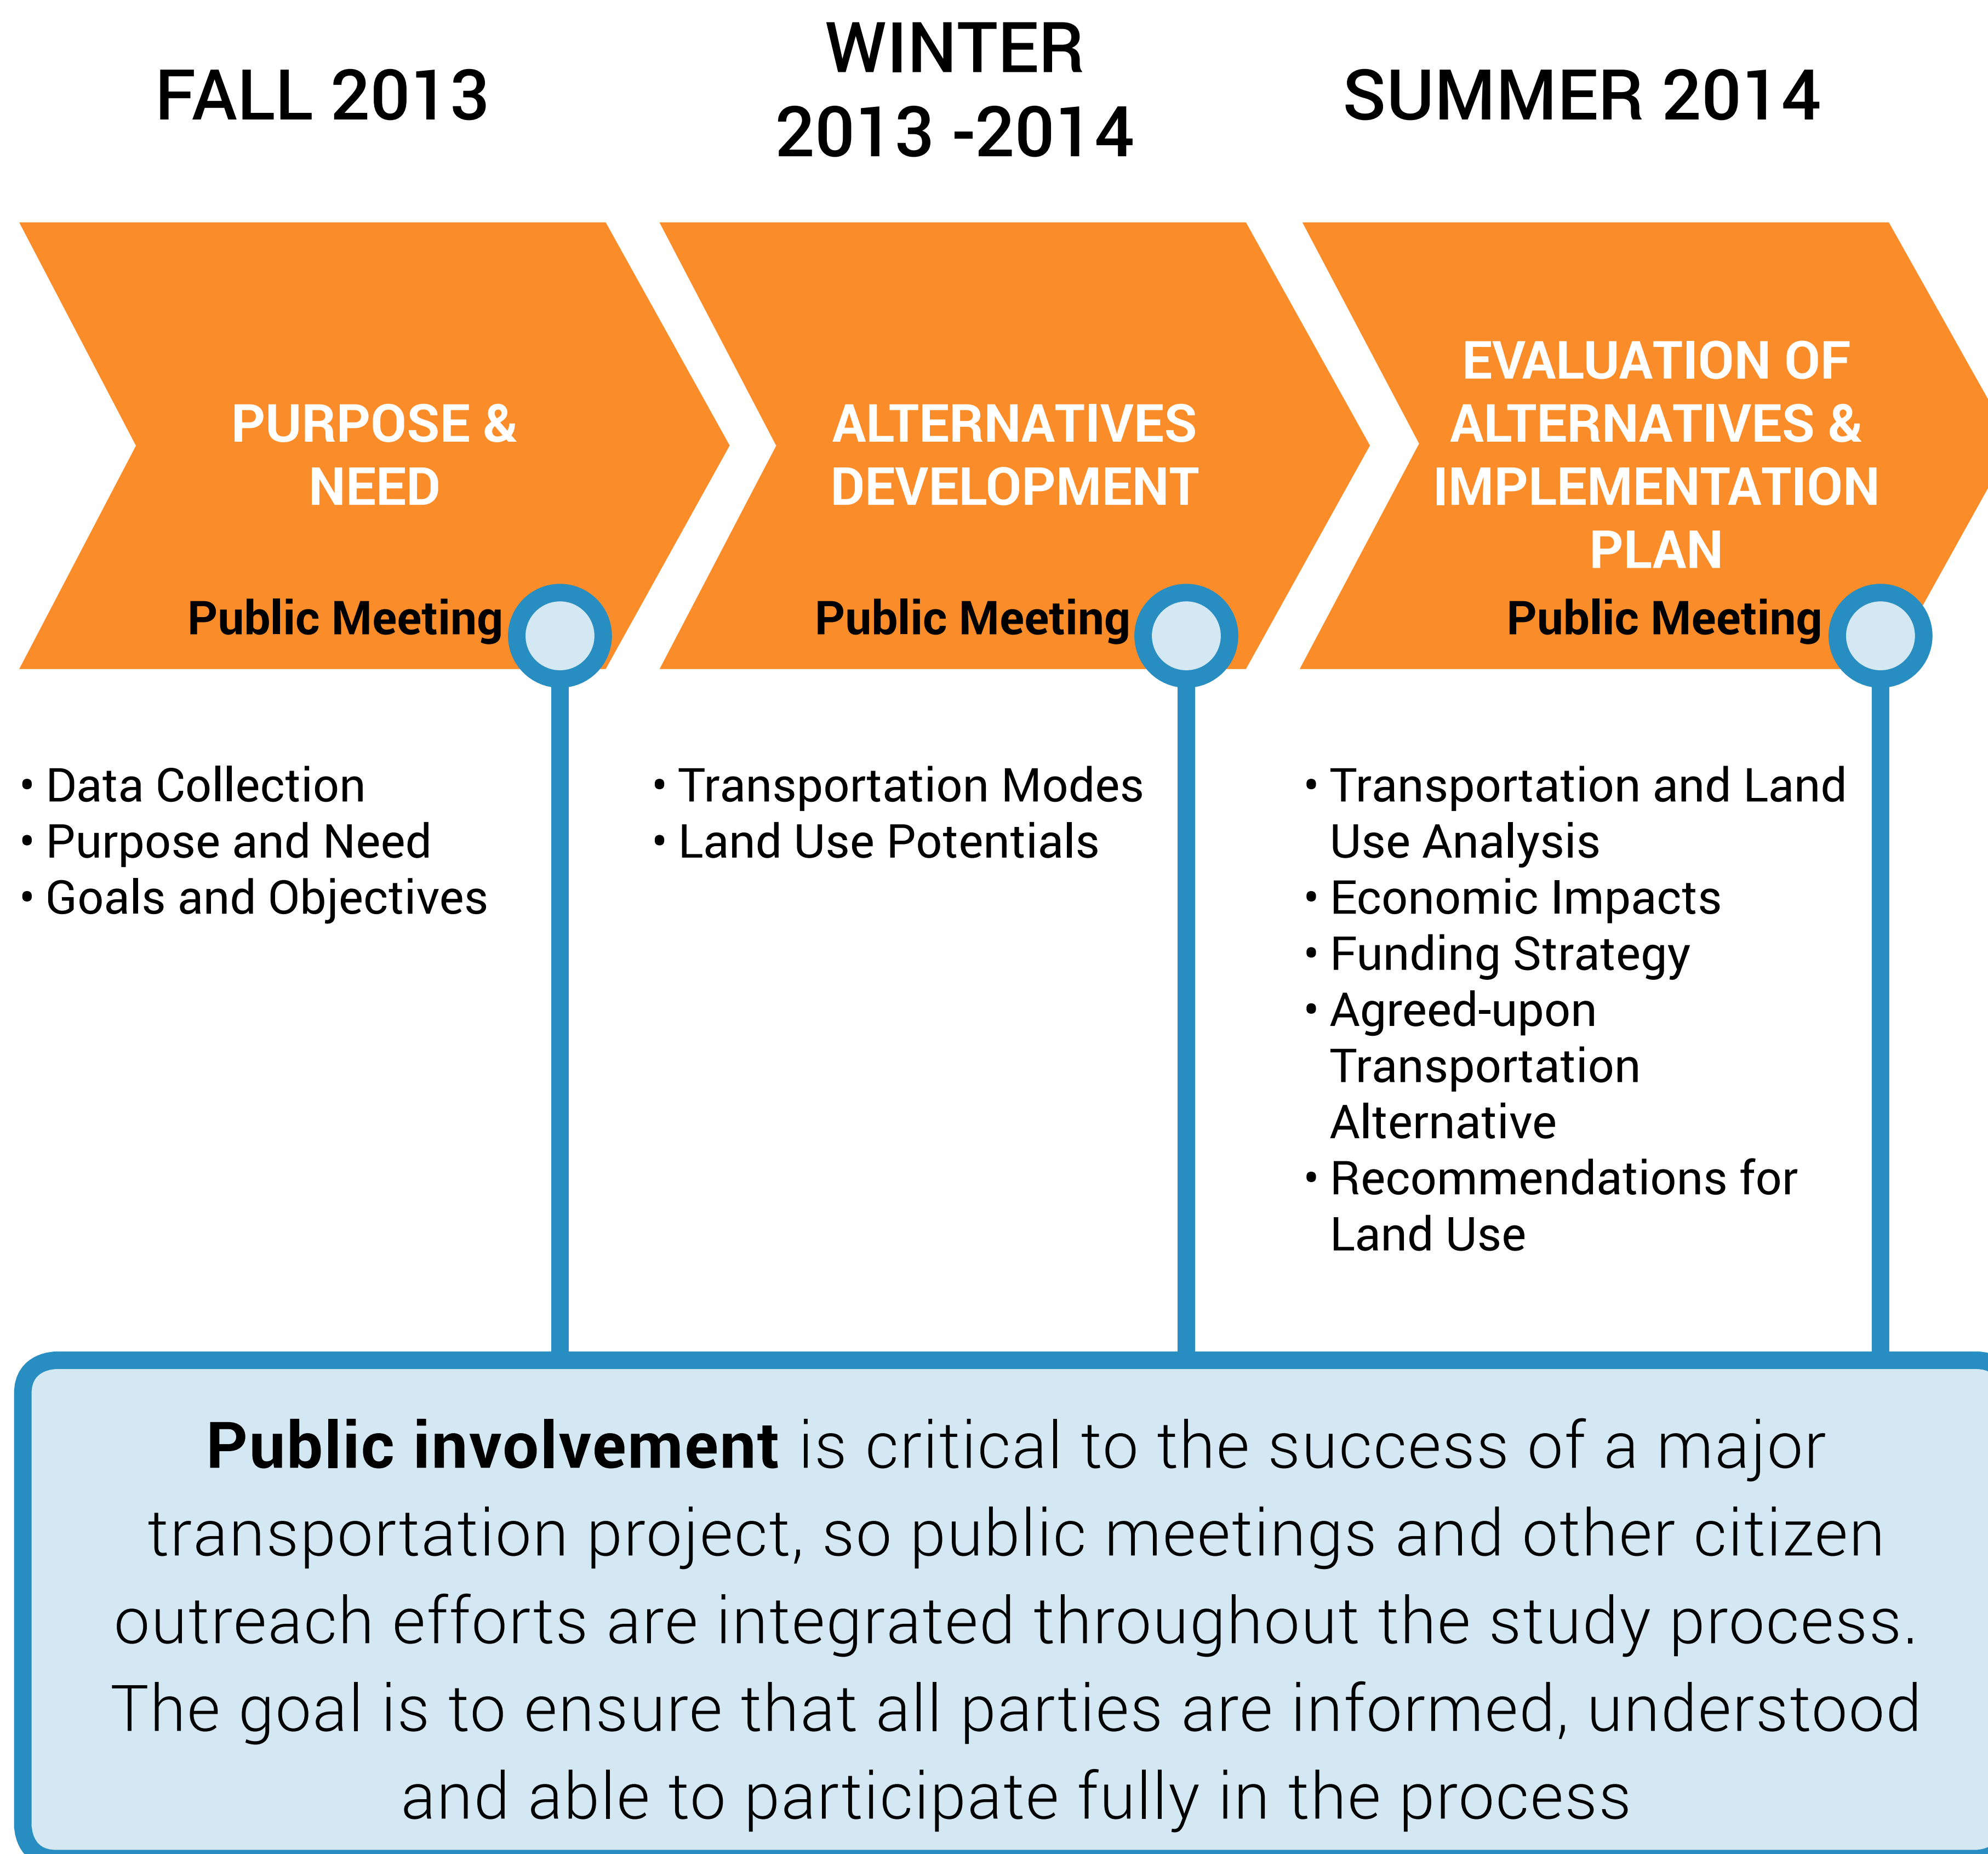 FALL 2013
WINTER
2013 -2014
SUMMER 2014
PURPOSE &
NEED
Public Meeting
ALTERNATIVES
DEVELOPMENT
Public Meeting
EVALUATION OF
ALTERNATIVES &
IMPLEMENTATION
PLAN
Public Meeting
• Data Collection
• Purpose and Need
• Goals and Objectives
• Transportation Modes
• Land Use Potentials
• Transportation and Land
Use Analysis
• Economic Impacts
• Funding Strategy
• Agreed-upon
Transportation
Alternative
• Recommendations for
Land Use
Public involvement is critical to the success of a major
transportation project, so public meetings and other citizen
outreach efforts are integrated throughout the study process.
The goal is to ensure that all parties are informed, understood
and able to participate fully in the process